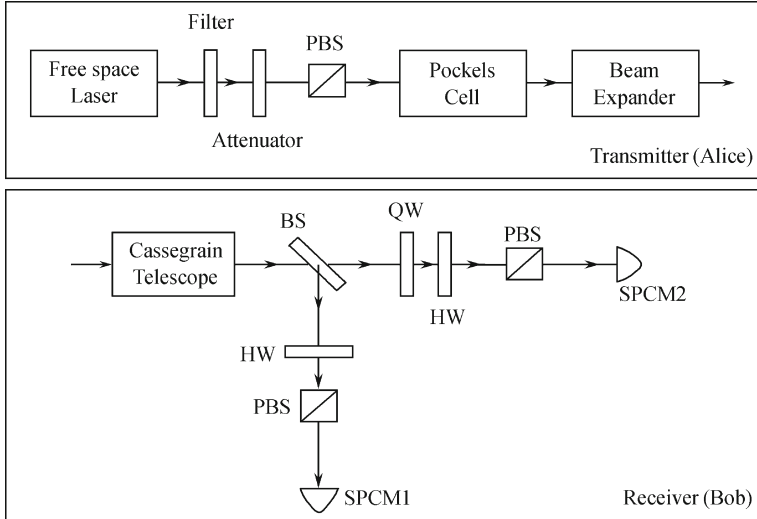 Filter
PBS
Free space
Laser
Pockels
Cell
Beam
Expander
Attenuator
Transmitter (Alice)
BS
QW
PBS
Cassegrain
Telescope
SPCM2
HW
HW
PBS
SPCM1
Receiver (Bob)